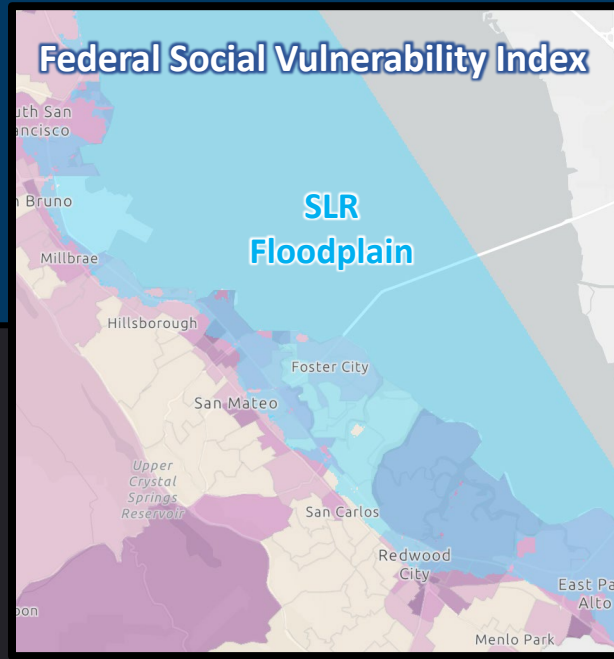 Federal Social Vulnerability Index
uth San
ancisco
n Bruno
SLR
Floodplain
Millbrae
Hillsborough
Foster City
San Mateo
Upper
Crystal
Springs
Reservoir
San Carlos
Redwood
City
East Pa
Alto
oon
Menlo Park